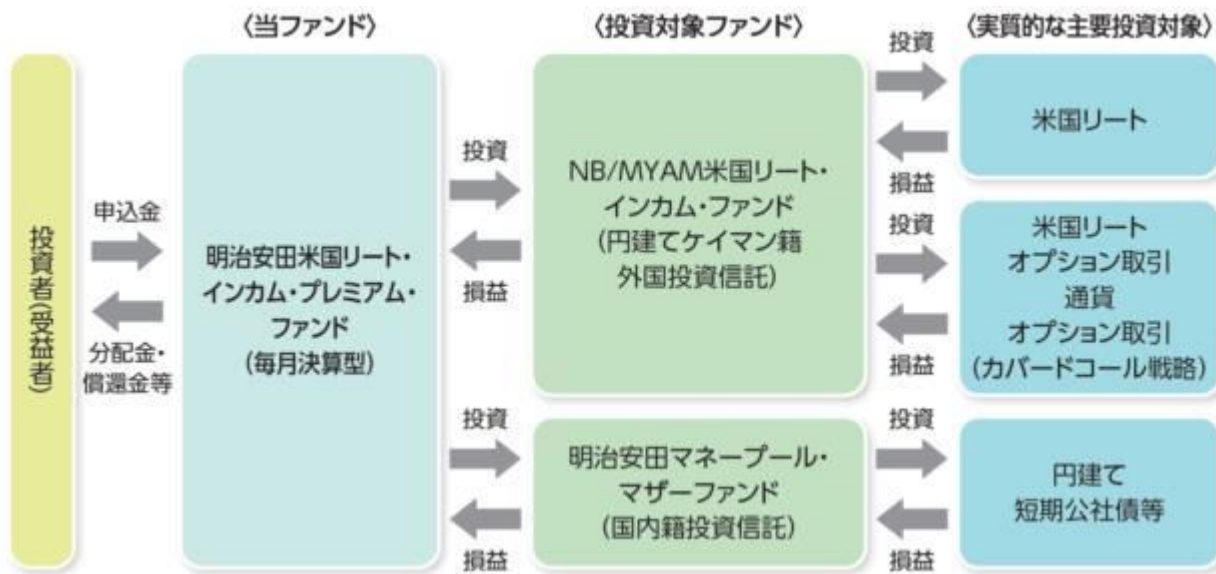 〈当ファンド〉
〈投資対象ファンド〉
〈実質的な主要投資対象〉
投資者(受益者)
申込金
分配金・
償還金等
明治安田米国リート・
インカム・プレミアム・
ファンド
(毎月決算型)
投資
損益
NB/MYAM米国リート・
インカム・ファンド
(円建てケイマン籍
外国投資信託)
投資
損益
米国リート
投資
損益
米国リート
オプション取引
通貨
オプション取引
(カバードコール戦略)
投資
損益
明治安田マネープール・
マザーファンド
(国内籍投資信託)
投資
損益
円建て
短期公社債等